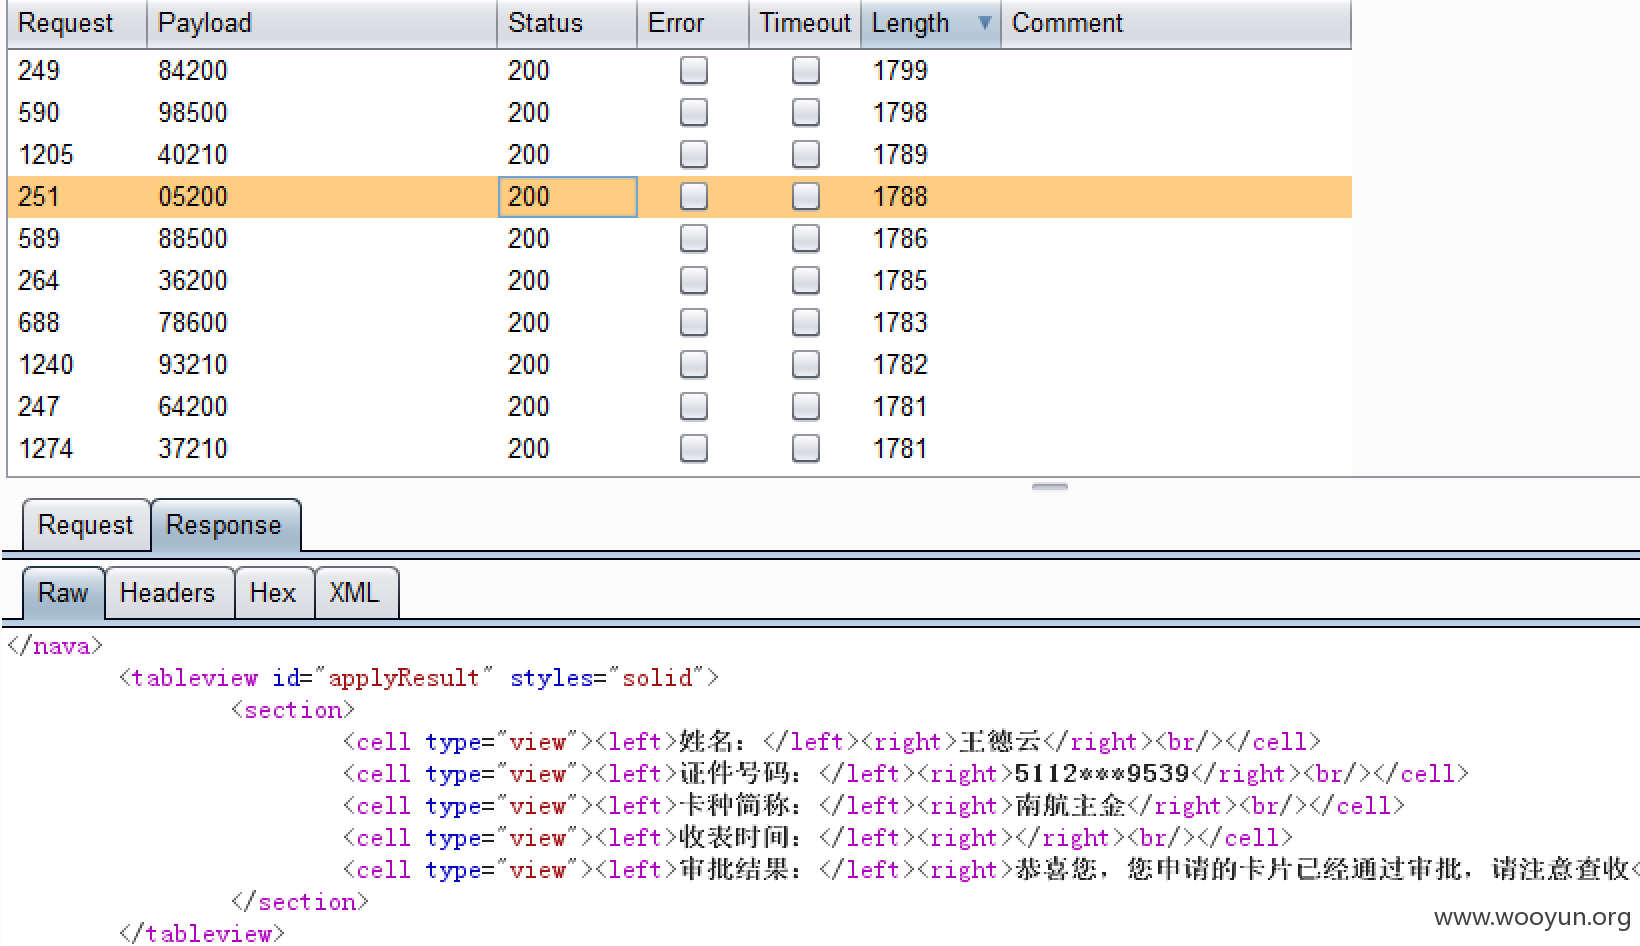 Request Payload Status Error Timeout Length Comment
249 84200 200 1799
590 98500 200 1798
1205 40210 200 1789
251 05200 200 1788
589 88500 200 1786
264 36200 200 1785
688 78600 200 1783
1240 93210 200 1782
247 64200 200 1781
1274 37210 200 1781
Request Response
Raw Headers Hex XML
</nava>
<tableview id="applyResult" styles="solid">
<section>
<cell type="view"><left>姓名：</left><right>王德云</right><br/></cell>
<cell type="view"><left>证件号码：</left><right>5112***9539</right><br/></cell>
<cell type="view"><left>卡种简称：</left><right>南航主金</right><br/></cell>
<cell type="view"><left>收表时间：</left><right></right><br/></cell>
<cell type="view"><left>审批结果：</left><right>恭喜您，您申请的卡片已经通过审批，请注意查收<
</section>
</tableview>
www.wooyun.org